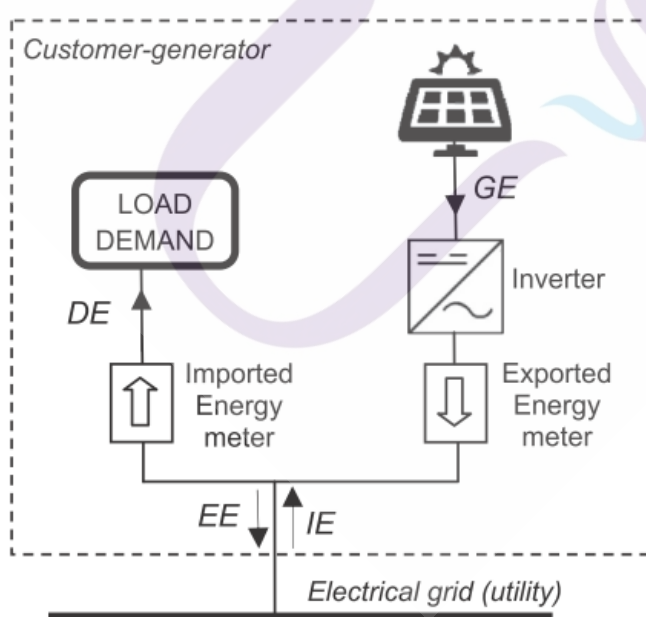 Customer-generator
GE
LOAD
DEMAND
Inverter
DE
Imported
Energy
meter
Exported
Energy
meter
EE
IE
Electrical grid (utility)